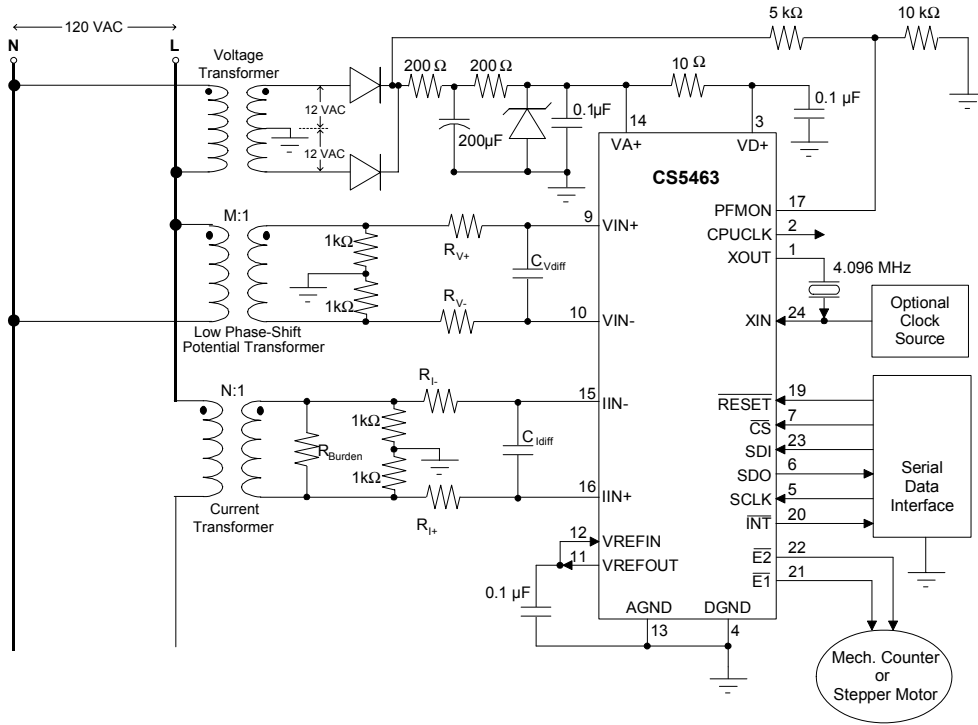 120 VAC
N
L
Voltage
Transformer
12 VAC
12 VAC
200 Ω
200 Ω
200µF
0.1µF
10 Ω
5 kΩ
10 kΩ
0.1 µF
14
VA+
3
VD+
CS5463
M:1
1kΩ
1kΩ
Low Phase-Shift
Potential Transformer
RV+
RV-
CVdiff
9
VIN+
10
VIN-
17
PFMON
2
CPUCLK
1
XOUT
4.096 MHz
24
XIN
Optional
Clock
Source
N:1
RBurden
1kΩ
1kΩ
Current
Transformer
RI-
RI+
CIdiff
15
IIN-
16
IIN+
12
VREFIN
11
VREFOUT
0.1 µF
19
RESET
7
CS
23
SDI
6
SDO
5
SCLK
20
INT
22
E2
21
E1
Serial
Data
Interface
AGND
13
DGND
4
Mech. Counter
or
Stepper Motor